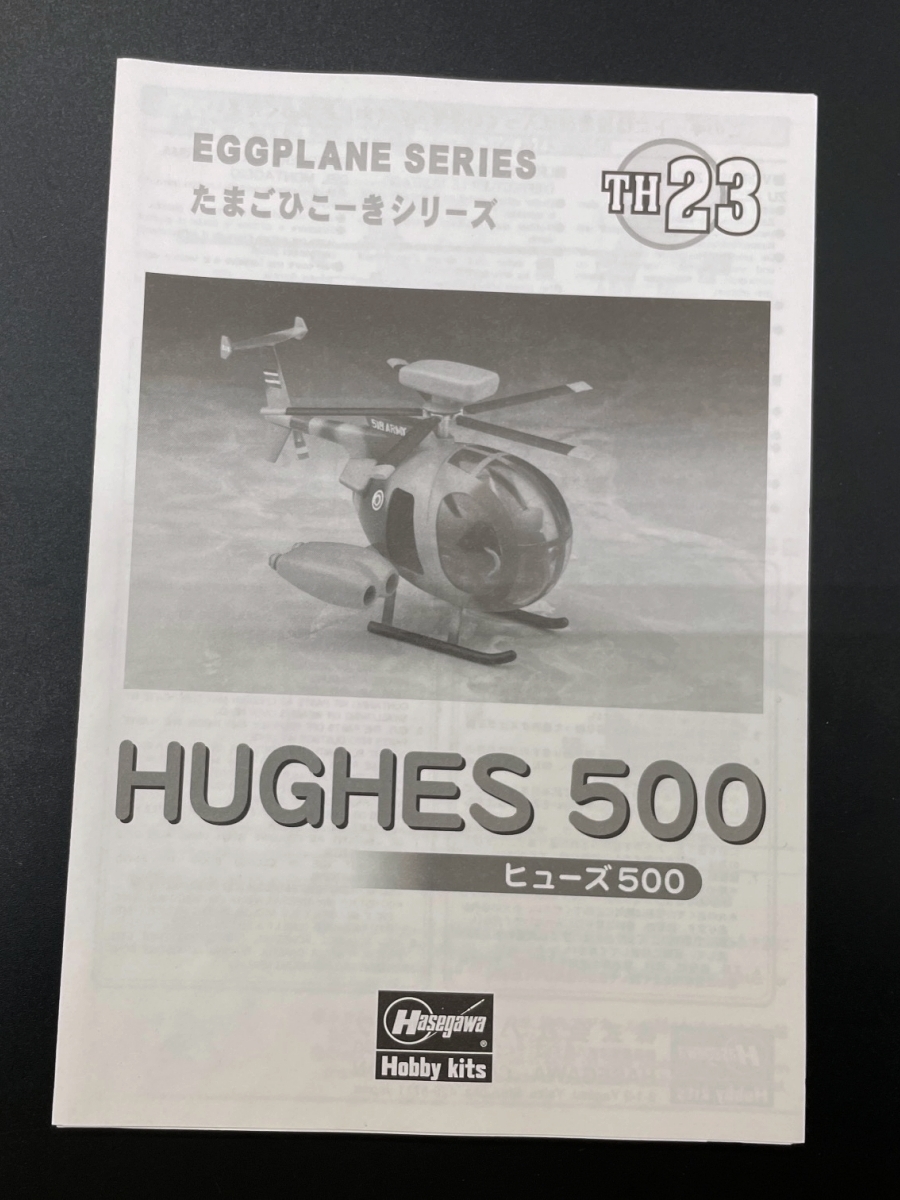 EGGPLANE SERIES
たまごひこーきシリーズ
TH23
ARMY
HUGHES 500
ヒューズ500
Hasegawa®
Hobby kits